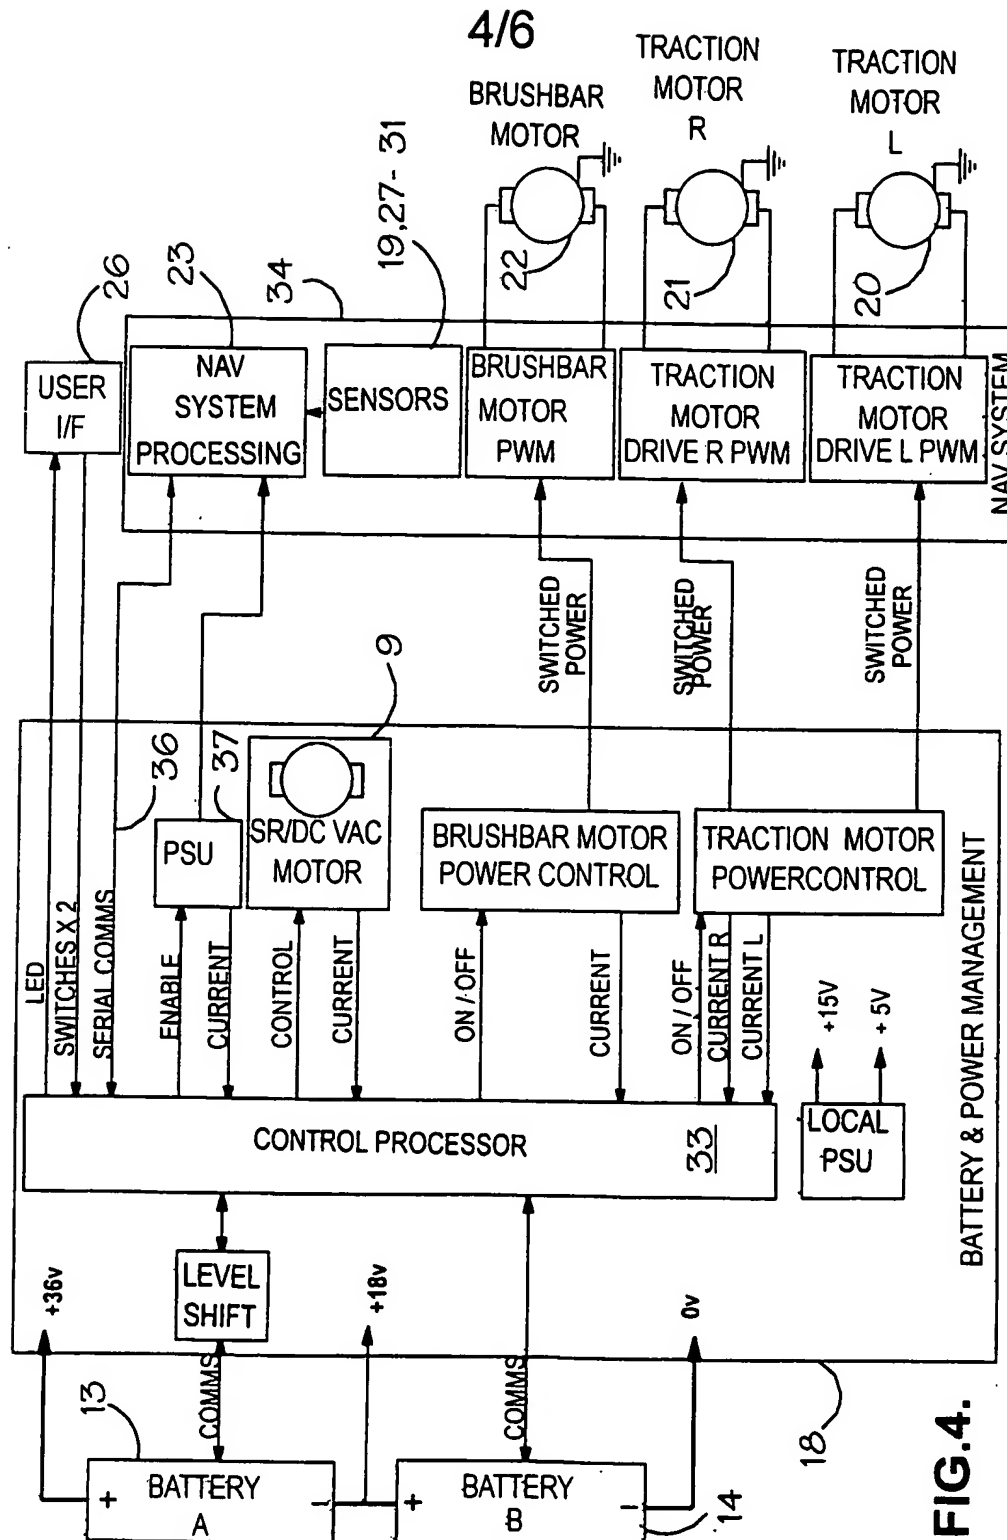 4/6
BRUSHBAR
MOTOR
TRACTION
MOTOR
R
TRACTION
MOTOR
L
26
23
34
19,27-31
22
21
20
USER
I/F
NAV
SYSTEM
PROCESSING
SENSORS
BRUSHBAR
MOTOR
PWM
TRACTION
MOTOR
DRIVE R PWM
TRACTION
MOTOR
DRIVE L PWM
NAV SYSTEM
SWITCHED
POWER
SWITCHED
POWER
SWITCHED
POWER
36
37
9
PSU
SR/DC VAC
MOTOR
BRUSHBAR MOTOR
POWER CONTROL
TRACTION MOTOR
POWERCONTROL
LED
SWITCHES X 2
SERIAL COMMS
ENABLE
CURRENT
CONTROL
CURRENT
ON / OFF
CURRENT
ON / OFF
CURRENT R
CURRENT L
+15V
+ 5V
CONTROL PROCESSOR
33
LOCAL
PSU
BATTERY & POWER MANAGEMENT
LEVEL
SHIFT
+36v
+18v
0v
COMMS
COMMS
13
+
BATTERY
A
–
+
BATTERY
B
–
14
18
FIG.4.